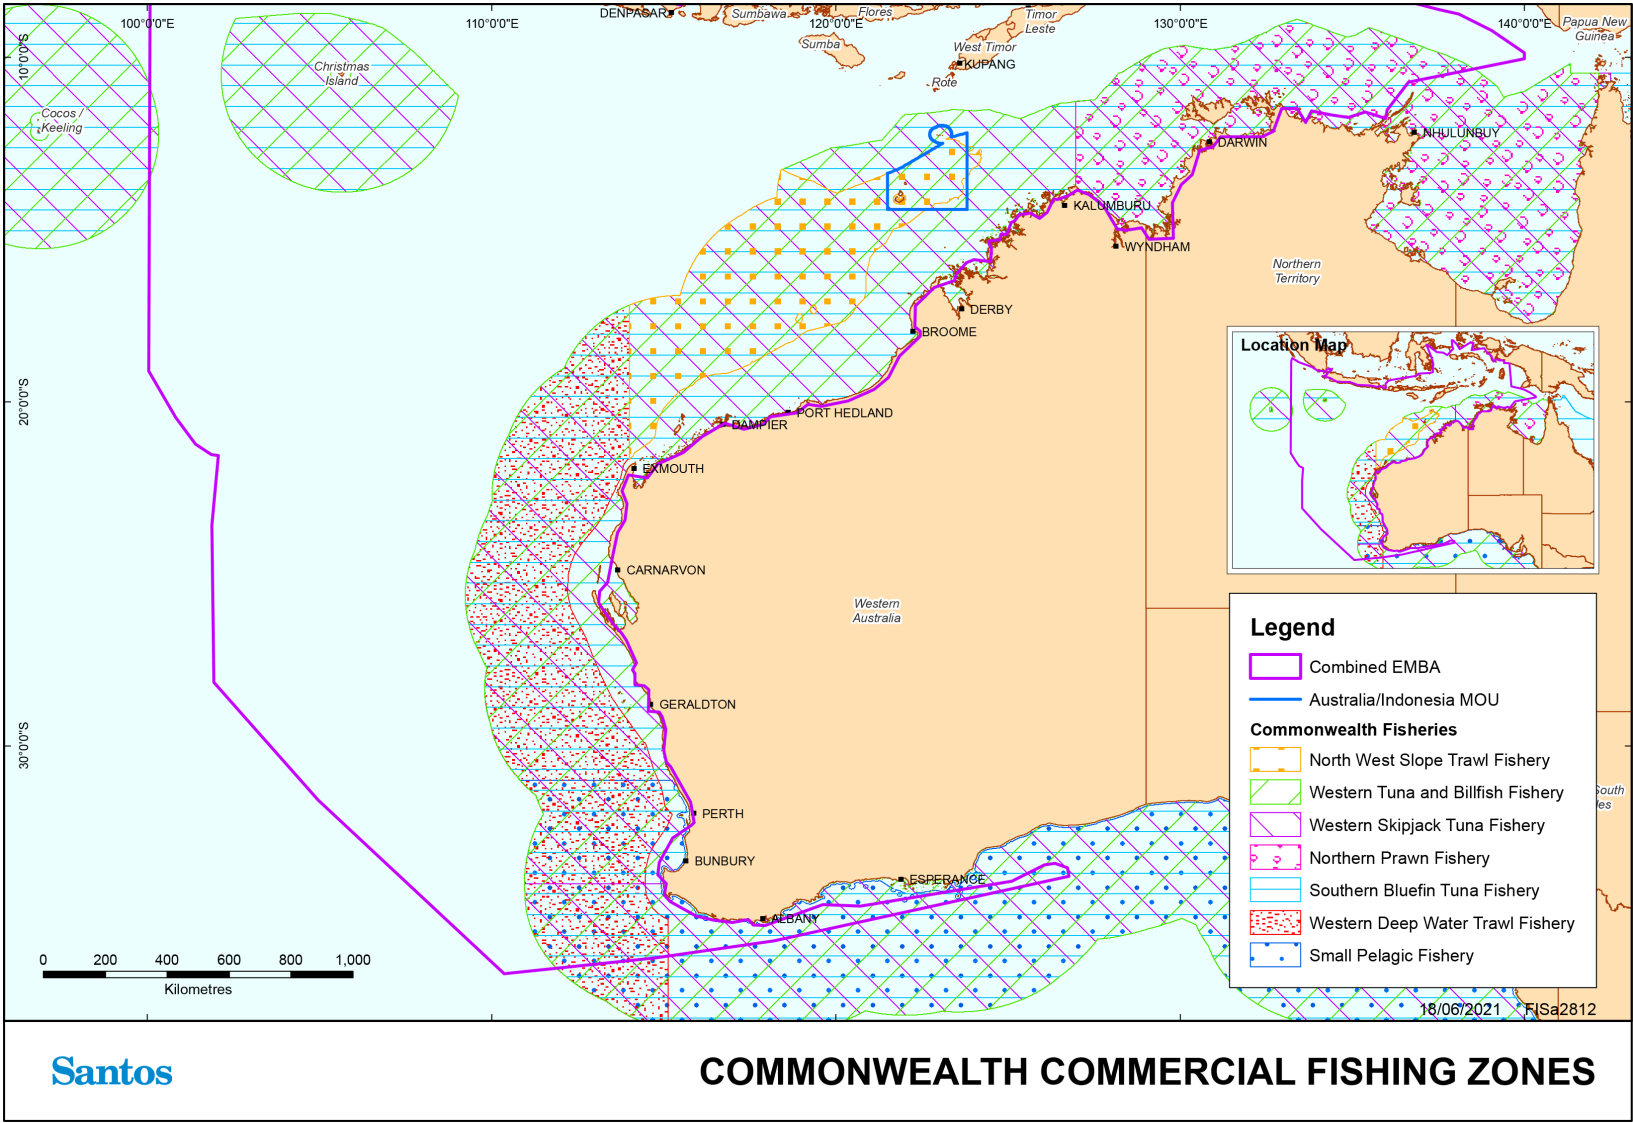 100°0'0"E
110°0'0"E
120°0'0"E
130°0'0"E
140°0'0"E
DENPASAR
Sumbawa
Flores
Timor
Leste
Papua New
Guinea
Sumba
West Timor
KUPANG
Rote
10°0'0"S
Christmas
Island
Cocos /
Keeling
NHULUNBUY
DARWIN
KALUMBURU
WYNDHAM
Northern
Territory
DERBY
BROOME
Location Map
20°0'0"S
PORT HEDLAND
DAMPIER
EXMOUTH
CARNARVON
Western
Australia
GERALDTON
30°0'0"S
PERTH
BUNBURY
ESPERANCE
ALBANY
South
Legend
Combined EMBA
Australia/Indonesia MOU
Commonwealth Fisheries
North West Slope Trawl Fishery
Western Tuna and Billfish Fishery
Western Skipjack Tuna Fishery
Northern Prawn Fishery
Southern Bluefin Tuna Fishery
Western Deep Water Trawl Fishery
Small Pelagic Fishery
0 200 400 600 800 1,000
Kilometres
18/06/2021 FISa2812
Santos
COMMONWEALTH COMMERCIAL FISHING ZONES